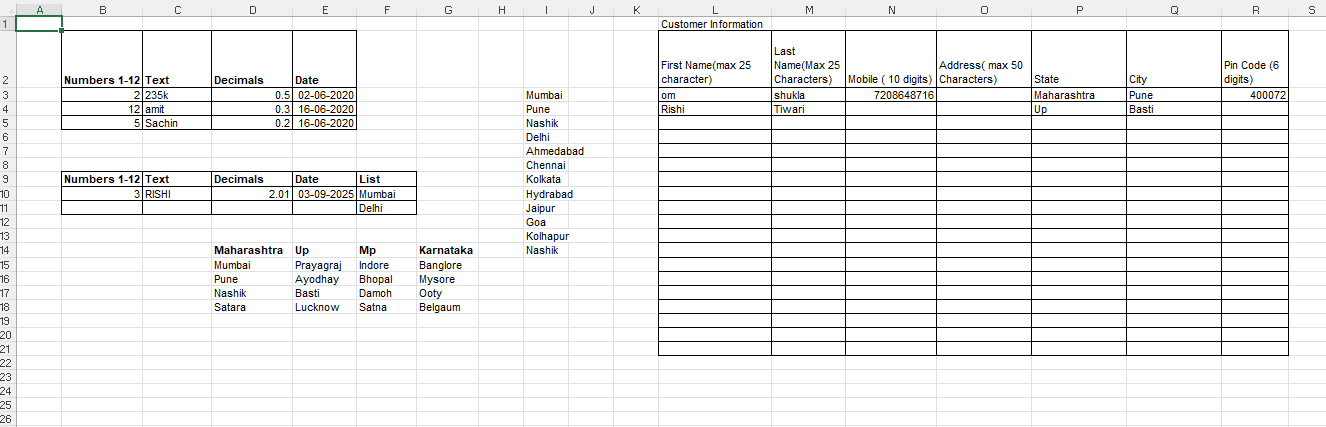 A B C D E F G H I J K L M N O P Q R S
1 Customer Information
2 Numbers 1-12 Text Decimals Date First Name(max 25 character) Last Name(Max 25 Characters) Mobile ( 10 digits) Address( max 50 Characters) State City Pin Code (6 digits)
3 2 235k 0.5 02-06-2020 Mumbai om shukla 7208648716 Maharashtra Pune 400072
4 12 amit 0.3 16-06-2020 Pune Rishi Tiwari Up Basti
5 5 Sachin 0.2 16-06-2020 Nashik
6 Delhi
7 Ahmedabad
8 Chennai
9 Numbers 1-12 Text Decimals Date List Kolkata
10 3 RISHI 2.01 03-09-2025 Mumbai Hydrabad
11 Delhi Jaipur
12 Goa
13 Kolhapur
14 Maharashtra Up Mp Karnataka Nashik
15 Mumbai Prayagraj Indore Banglore
16 Pune Ayodhay Bhopal Mysore
17 Nashik Basti Damoh Ooty
18 Satara Lucknow Satna Belgaum
19
20
21
22
23
24
25
26